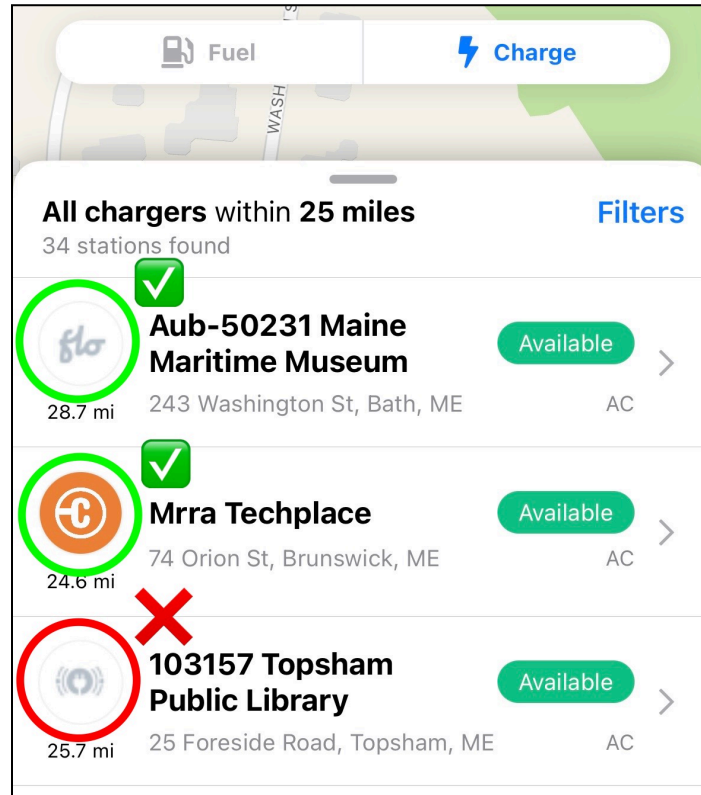 WASH
Fuel
Charge
All chargers within 25 miles
Filters
34 stations found
flo
Aub-50231 Maine
Maritime Museum
Available
28.7 mi
243 Washington St, Bath, ME
AC
Mrra Techplace
Available
24.6 mi
74 Orion St, Brunswick, ME
AC
103157 Topsham
Public Library
Available
25.7 mi
25 Foreside Road, Topsham, ME
AC